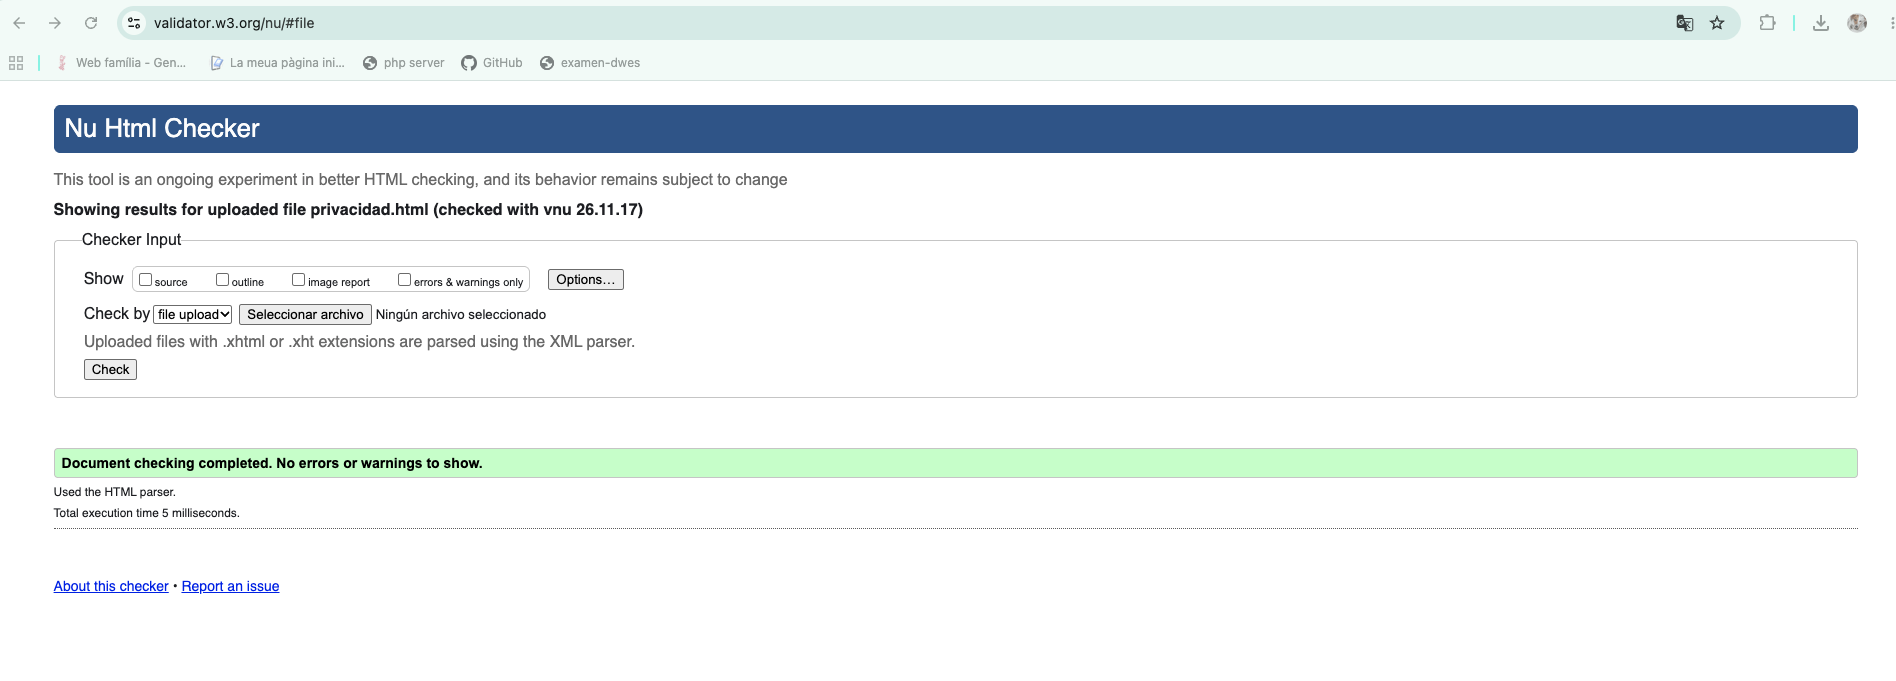 validator.w3.org/nu/#file
Web família - Gen... La meua pàgina ini... php server GitHub examen-dwes
Nu Html Checker
This tool is an ongoing experiment in better HTML checking, and its behavior remains subject to change
Showing results for uploaded file privacidad.html (checked with vnu 26.11.17)
Checker Input
Show source outline image report errors & warnings only Options...
Check by file upload Seleccionar archivo Ningún archivo seleccionado
Uploaded files with .xhtml or .xht extensions are parsed using the XML parser.
Check
Document checking completed. No errors or warnings to show.
Used the HTML parser.
Total execution time 5 milliseconds.
About this checker • Report an issue